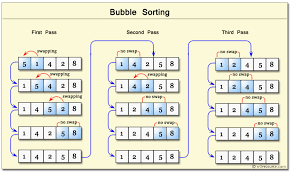 Bubble Sorting
First Pass
swapping
5 1 4 2 8
swapping
1 5 4 2 8
swapping
1 4 5 2 8
no swap
1 4 2 5 8
1 4 2 5 8
Second Pass
no swap
1 4 2 5 8
swapping
1 4 2 5 8
no swap
1 2 4 5 8
no swap
1 2 4 5 8
1 2 4 5 8
Third Pass
no swap
1 2 4 5 8
no swap
1 2 4 5 8
no swap
1 2 4 5 8
no swap
1 2 4 5 8
1 2 4 5 8